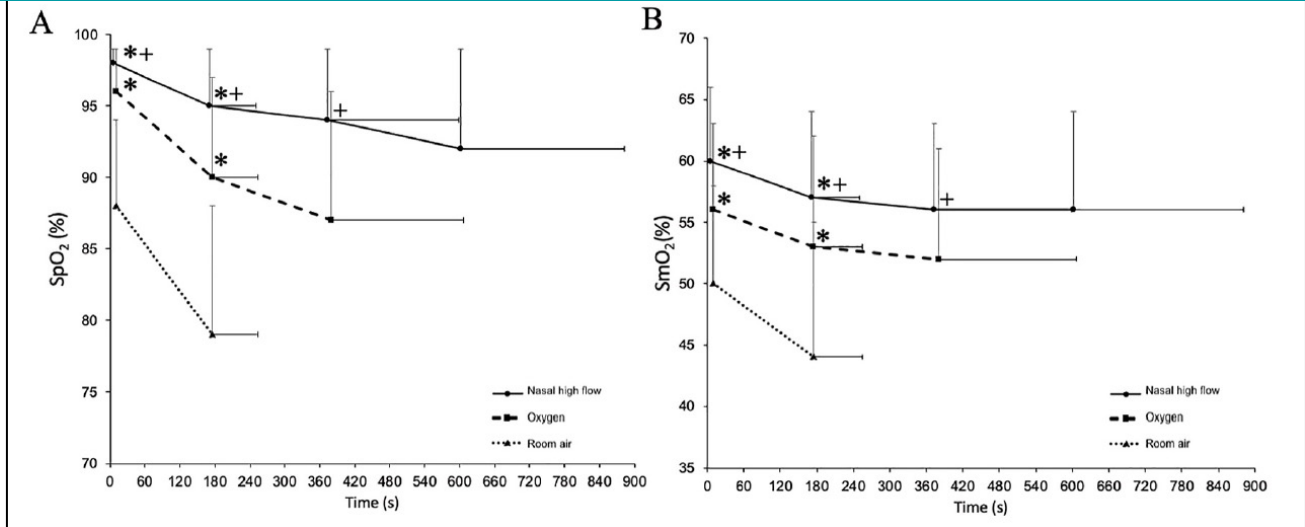 A
B
100
95
90
85
80
75
70
SpO2 (%)
*+
*
*+
*
+
Nasal high flow
Oxygen
Room air
0 60 120 180 240 300 360 420 480 540 600 660 720 780 840 900
Time (s)
70
65
60
55
50
45
40
35
SmO2(%)
*+
*
*+
*
+
Nasal high flow
Oxygen
Room air
0 60 120 180 240 300 360 420 480 540 600 660 720 780 840 900
Time (s)